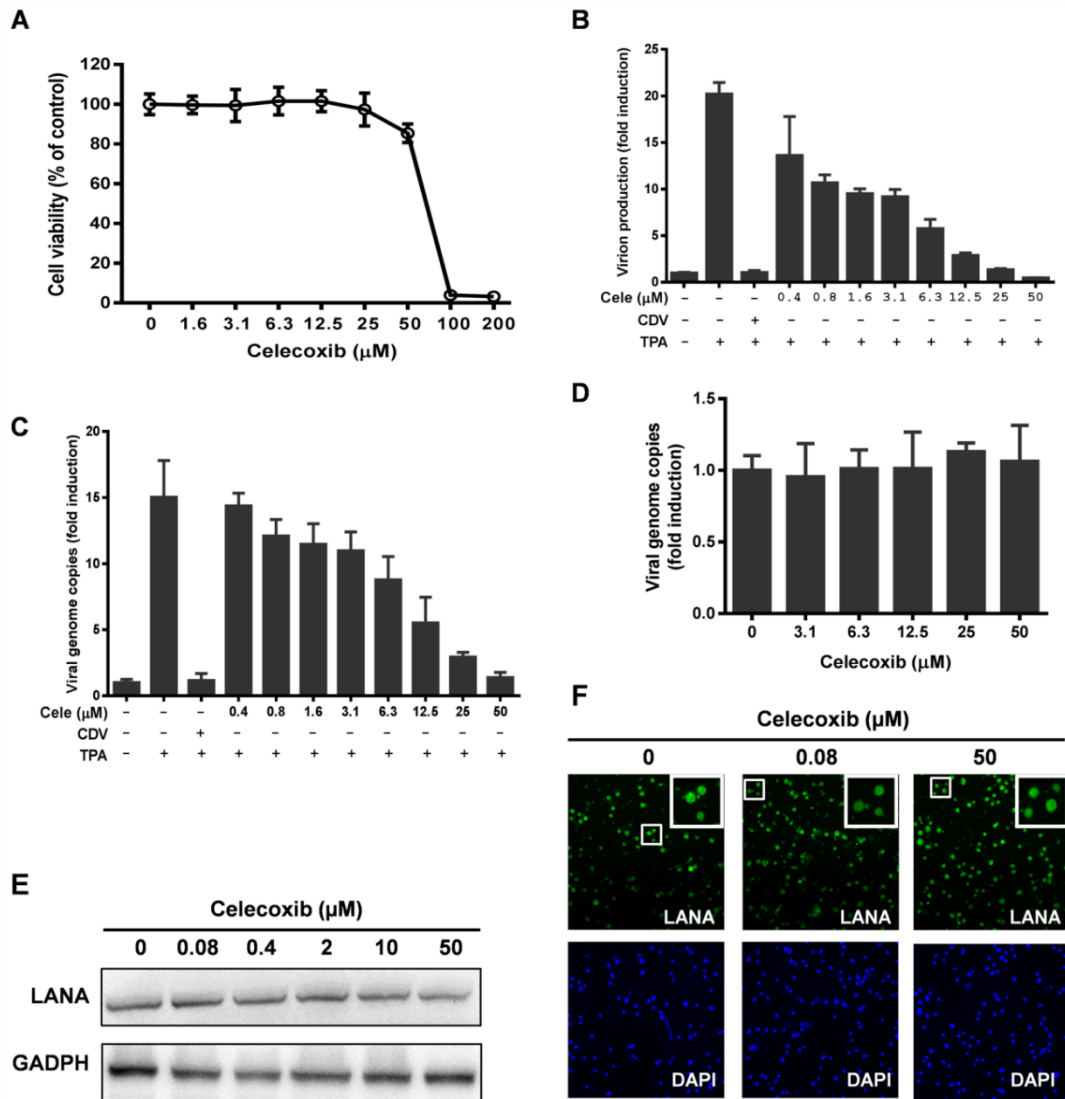 A
Cell viability (% of control)
120
100
80
60
40
20
0
0 1.6 3.1 6.3 12.5 25 50 100 200
Celecoxib (μM)
B
Virion production (fold induction)
25
20
15
10
5
0
Cele (μM) – – – 0.4 0.8 1.6 3.1 6.3 12.5 25 50
CDV – – + – – – – – – – –
TPA – + + + + + + + + + +
C
Viral genome copies (fold induction)
20
15
10
5
0
Cele (μM) – – – 0.4 0.8 1.6 3.1 6.3 12.5 25 50
CDV – – + – – – – – – – –
TPA – + + + + + + + + + +
D
Viral genome copies
(fold induction)
1.5
1.0
0.5
0.0
0 3.1 6.3 12.5 25 50
Celecoxib (μM)
E
Celecoxib (μM)
0 0.08 0.4 2 10 50
LANA
GADPH
F
Celecoxib (μM)
0 0.08 50
LANA LANA LANA
DAPI DAPI DAPI